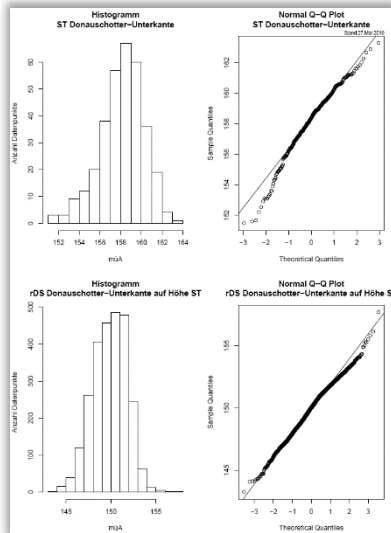 Histogramm
ST Donauschotter−Unterkante
Anzahl Datenpunkte
0 10 20 30 40 50 60
152 154 156 158 160 162 164
müA
Normal Q−Q Plot
ST Donauschotter−Unterkante
Stand:27.Mai 2010
Sample Quantiles
152 154 156 158 160 162
−3 −2 −1 0 1 2 3
Theoretical Quantiles
Histogramm
rDS Donauschotter−Unterkante auf Höhe ST
Anzahl Datenpunkte
0 100 200 300 400 500
145 150 155
müA
Normal Q−Q Plot
rDS Donauschotter−Unterkante auf Höhe S
Sample Quantiles
145 150 155
−3 −2 −1 0 1 2 3
Theoretical Quantiles